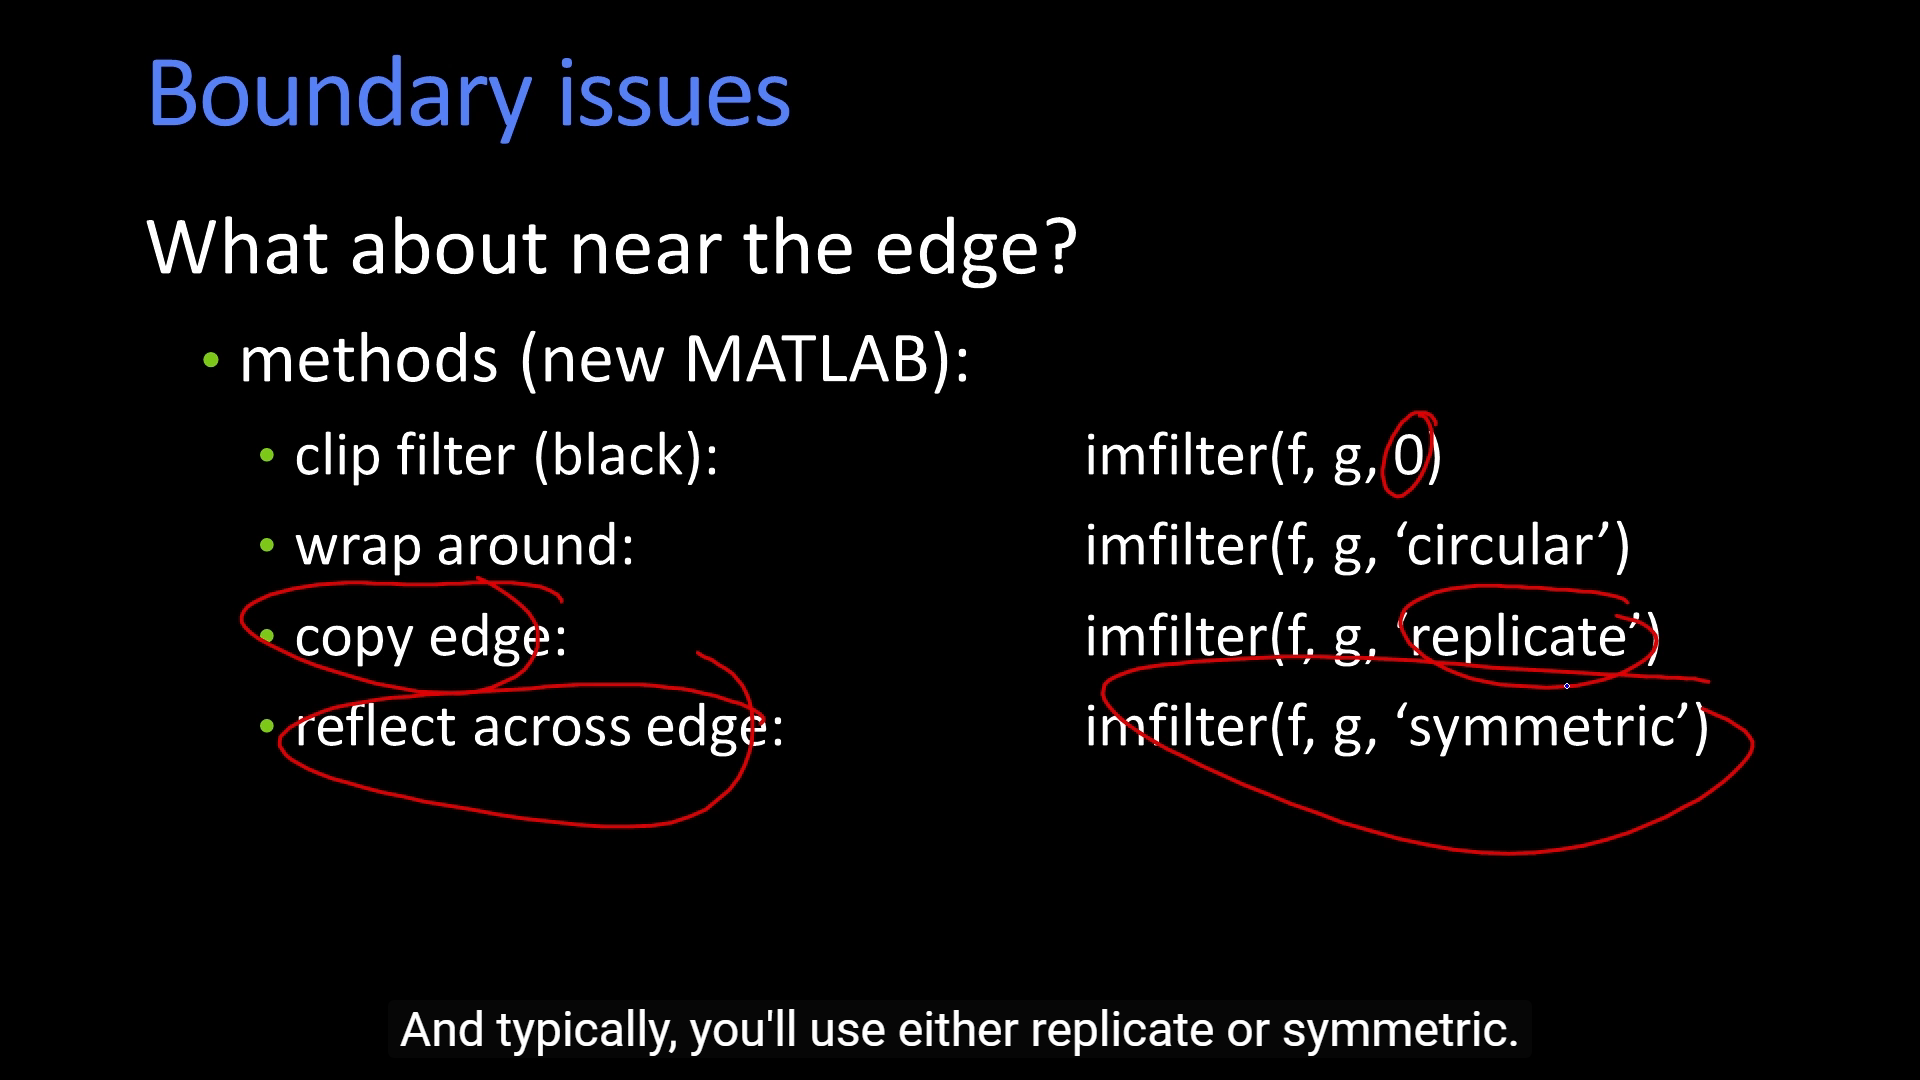 Boundary issues
What about near the edge?
• methods (new MATLAB):
• clip filter (black): imfilter(f, g, 0)
• wrap around: imfilter(f, g, ‘circular’)
• copy edge: imfilter(f, g, ‘replicate’)
• reflect across edge: imfilter(f, g, ‘symmetric’)
And typically, you'll use either replicate or symmetric.